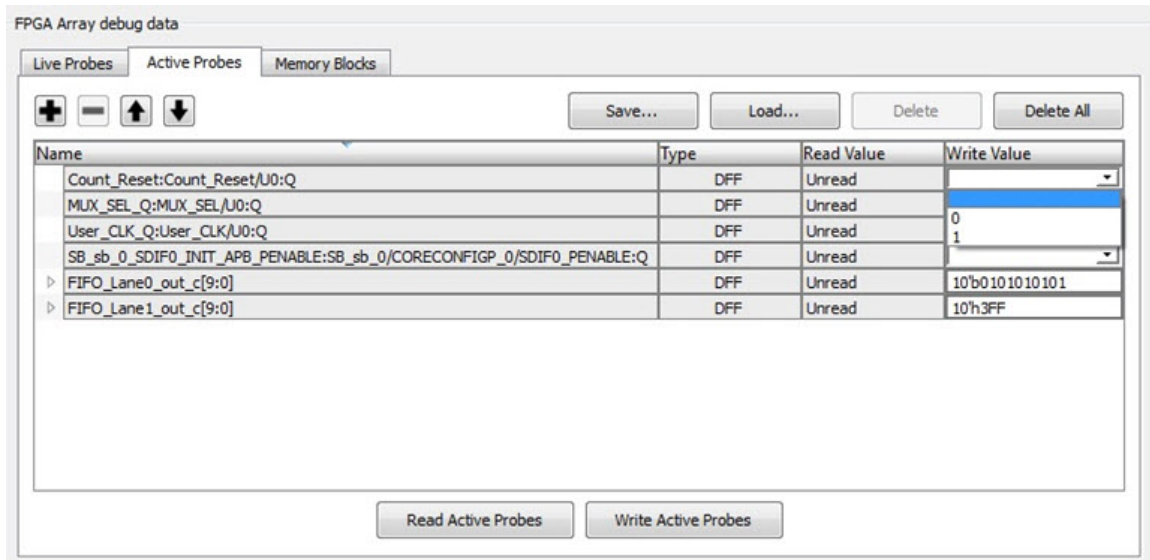 FPGA Array debug data
Live Probes Active Probes Memory Blocks
Save... Load... Delete Delete All
Name Type Read Value Write Value
Count_Reset:Count_Reset/U0:Q DFF Unread
MUX_SEL_Q:MUX_SEL/U0:Q DFF Unread
0
User_CLK_Q:User_CLK/U0:Q DFF Unread
1
SB_sb_0_SDIF0_INIT_APB_PENABLE:SB_sb_0/CORECONFIGP_0/SDIF0_PENABLE:Q DFF Unread
FIFO_Lane0_out_c[9:0] DFF Unread 10'b0101010101
FIFO_Lane1_out_c[9:0] DFF Unread 10'h3FF
Read Active Probes Write Active Probes